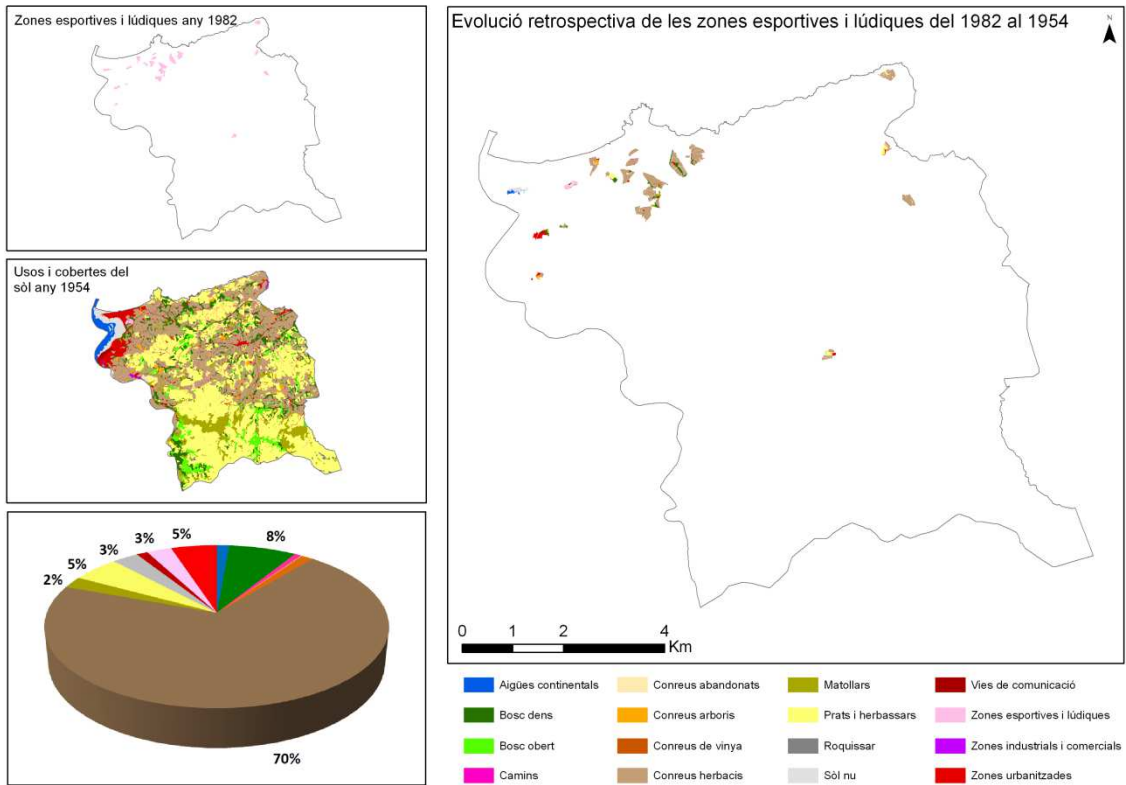 Zones esportives i lúdiques any 1982
Evolució retrospectiva de les zones esportives i lúdiques del 1982 al 1954
N
Usos i cobertes del
sòl any 1954
2%
5%
3%
3%
5%
8%
70%
0 1 2 4
Km
Aigües continentals
Bosc dens
Bosc obert
Camins
Conreus abandonats
Conreus arboris
Conreus de vinya
Conreus herbacis
Matollars
Prats i herbassars
Roquissar
Sòl nu
Vies de comunicació
Zones esportives i lúdiques
Zones industrials i comercials
Zones urbanitzades